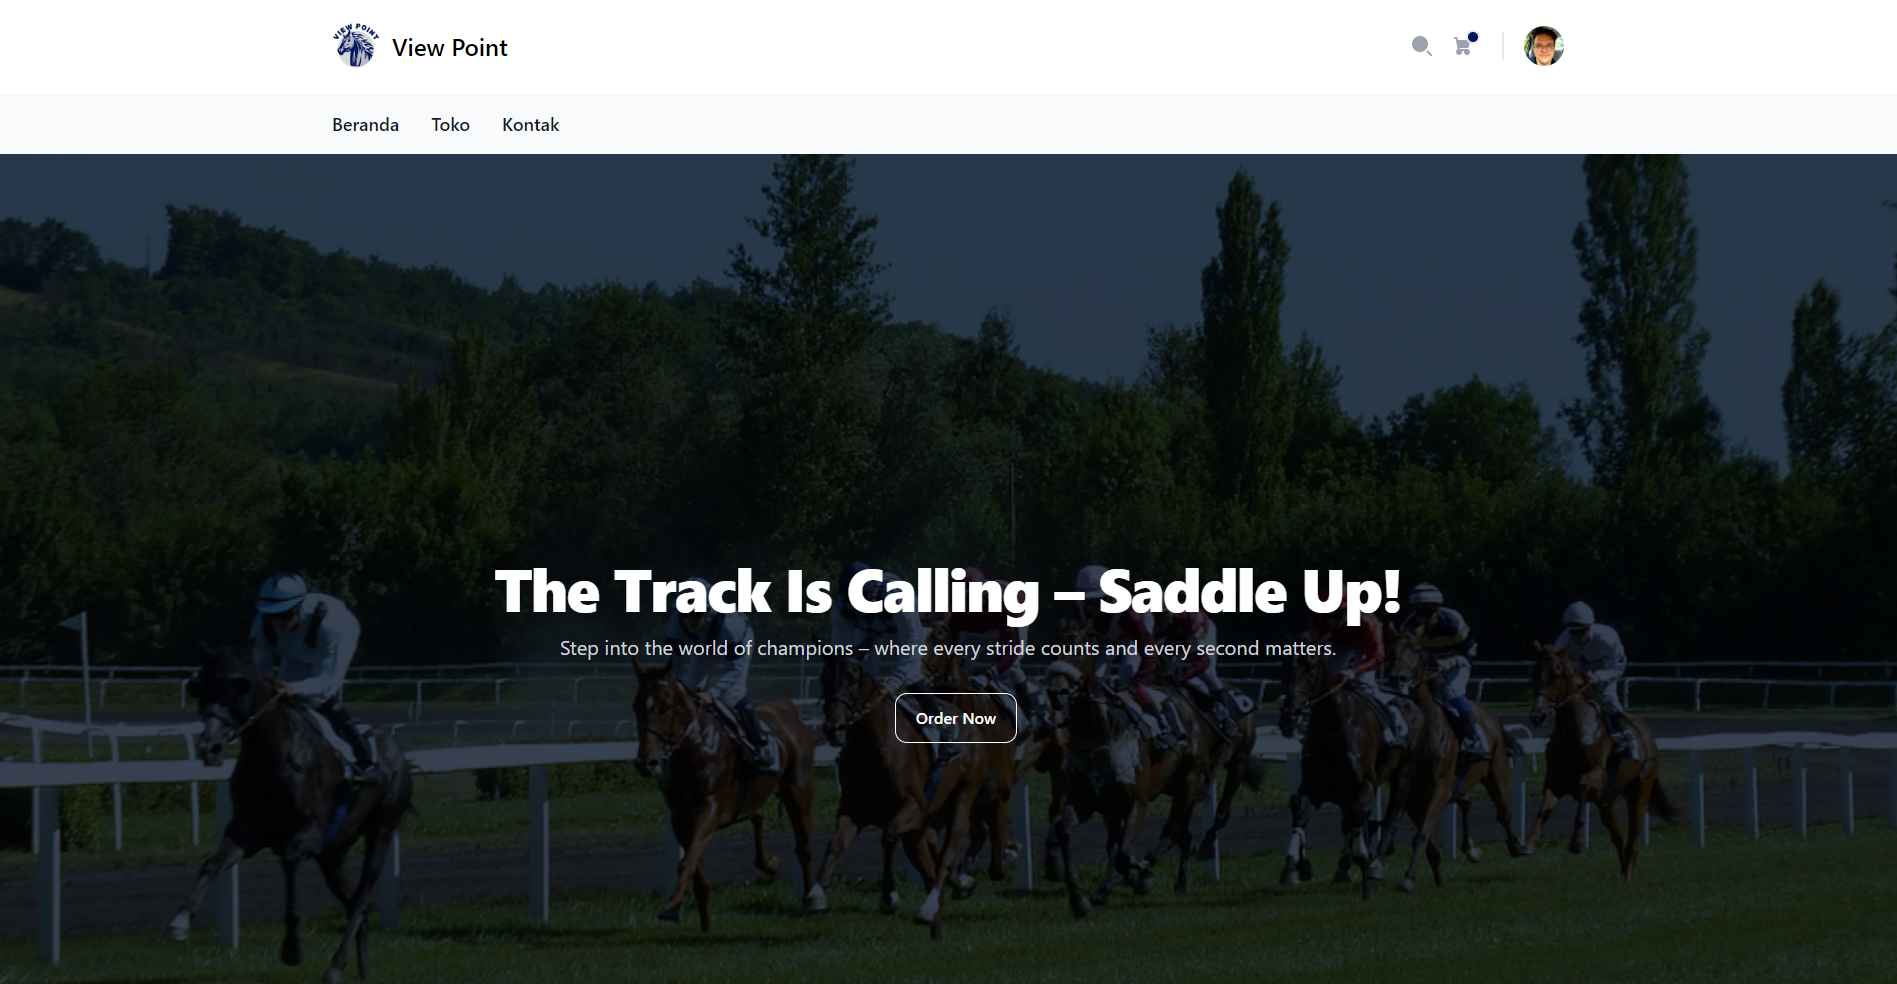 VIEW POINT
View Point
Beranda Toko Kontak
The Track Is Calling – Saddle Up!
Step into the world of champions – where every stride counts and every second matters.
Order Now